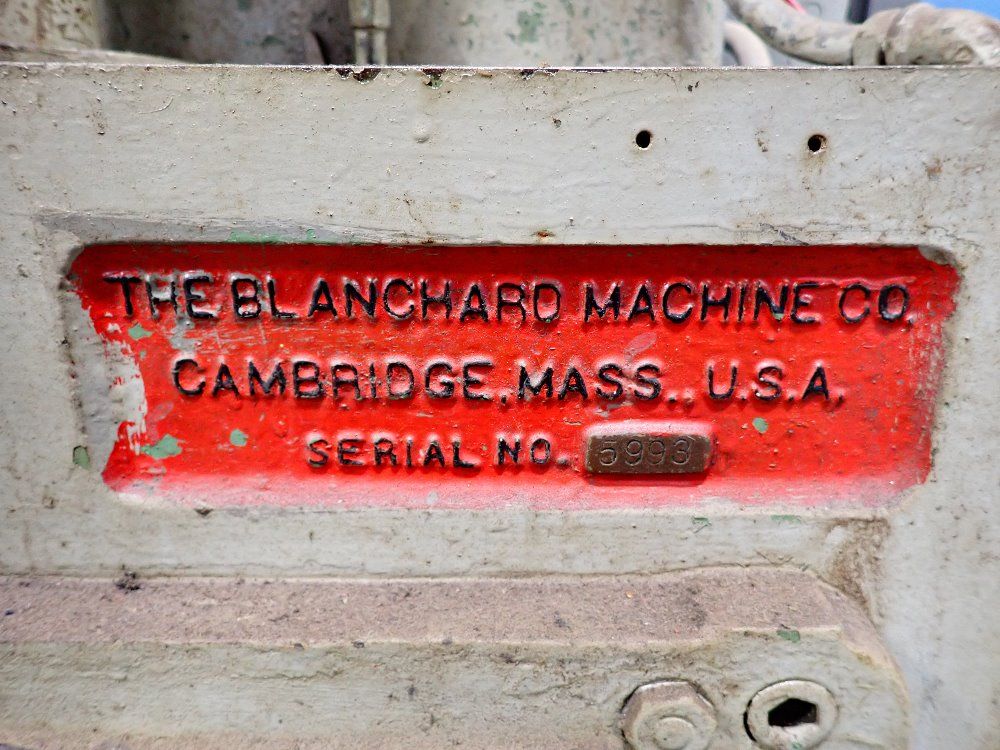 THE BLANCHARD MACHINE CO.
CAMBRIDGE, MASS., U.S.A,
SERIAL NO. 5993